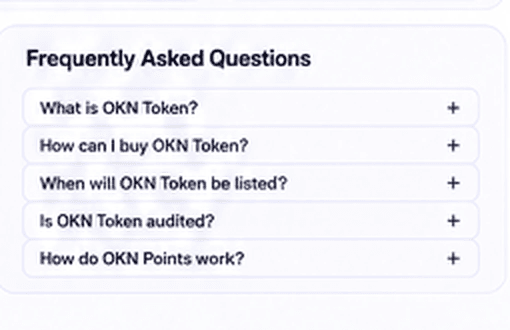 Frequently Asked Questions
What is OKN Token? +
How can I buy OKN Token? +
When will OKN Token be listed? +
Is OKN Token audited? +
How do OKN Points work? +